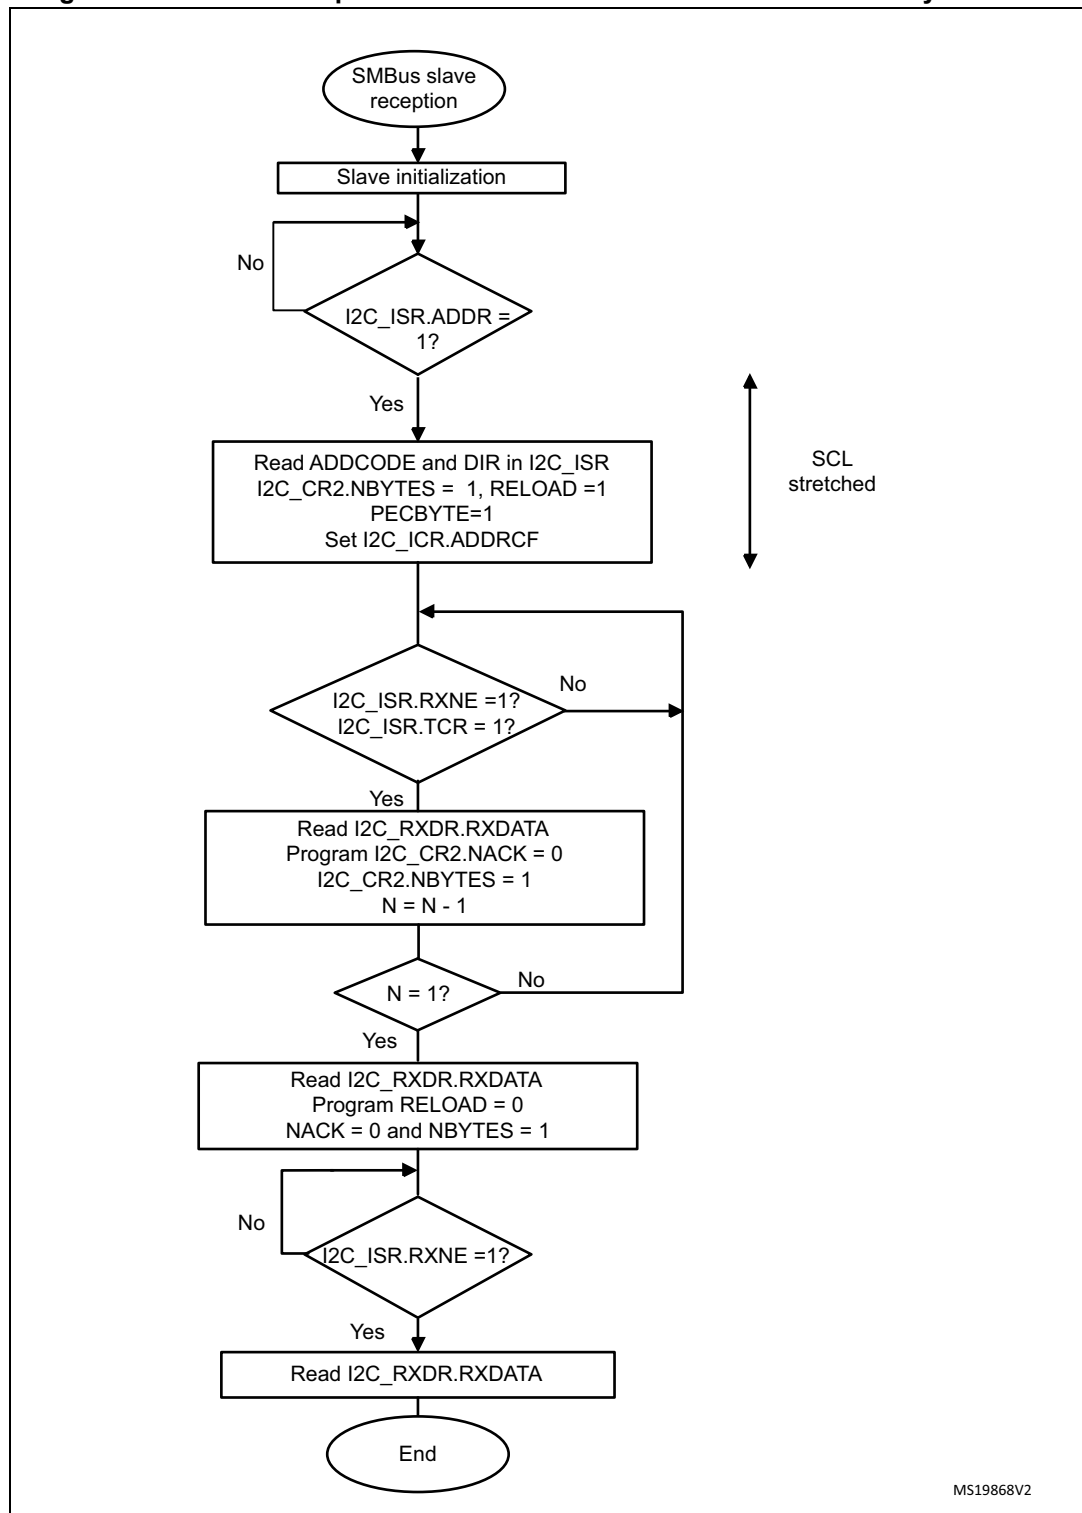 SMBus slave
reception
Slave initialization
No
I2C_ISR.ADDR =
1?
Yes
Read ADDCODE and DIR in I2C_ISR
I2C_CR2.NBYTES = 1, RELOAD =1
PECBYTE=1
Set I2C_ICR.ADDRCF
SCL
stretched
I2C_ISR.RXNE =1?
I2C_ISR.TCR = 1?
No
Yes
Read I2C_RXDR.RXDATA
Program I2C_CR2.NACK = 0
I2C_CR2.NBYTES = 1
N = N - 1
N = 1?
No
Yes
Read I2C_RXDR.RXDATA
Program RELOAD = 0
NACK = 0 and NBYTES = 1
No
I2C_ISR.RXNE =1?
Yes
Read I2C_RXDR.RXDATA
End
MS19868V2